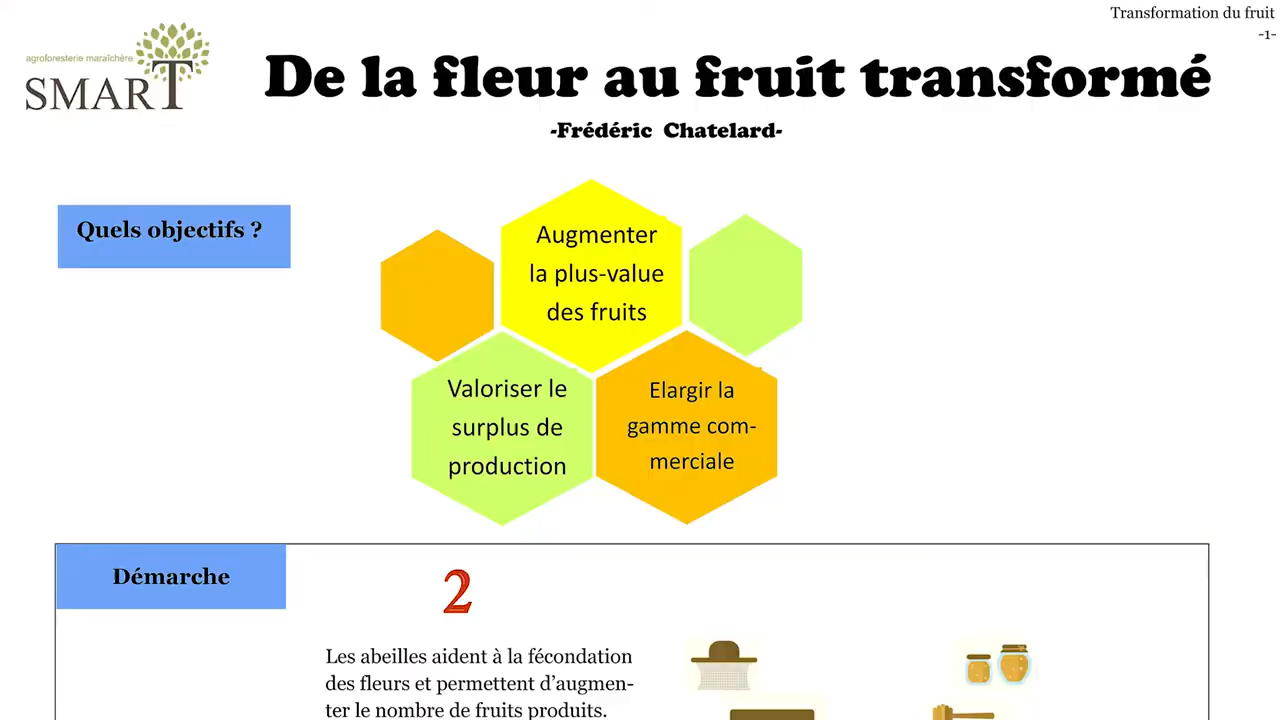 Transformation du fruit
-1-
agroforesterie maraîchère
SMART
De la fleur au fruit transformé
-Frédéric Chatelard-
Quels objectifs ?
Augmenter
la plus-value
des fruits
Valoriser le
surplus de
production
Elargir la
gamme com-
merciale
Démarche
2
Les abeilles aident à la fécondation
des fleurs et permettent d'augmen-
ter le nombre de fruits produits.